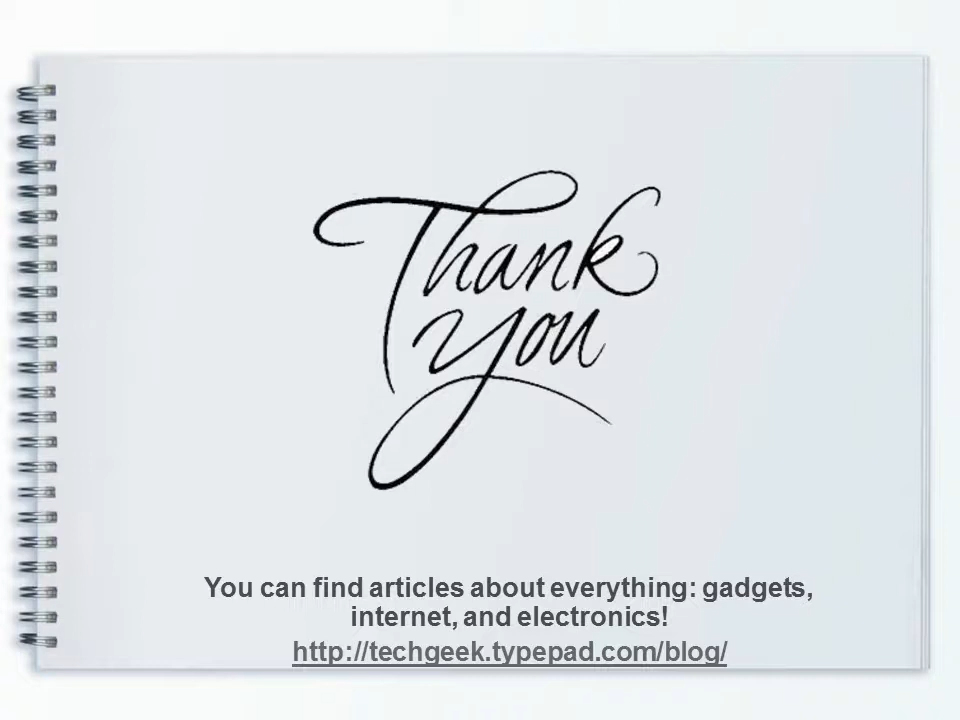 Thank
you
You can find articles about everything: gadgets,
internet, and electronics!
http://techgeek.typepad.com/blog/